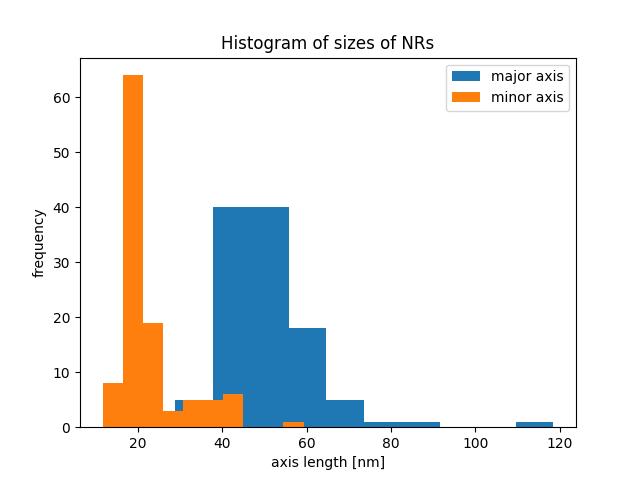 Histogram of sizes of NRs
major axis
minor axis
frequency
60
50
40
30
20
10
0
20 40 60 80 100 120
axis length [nm]